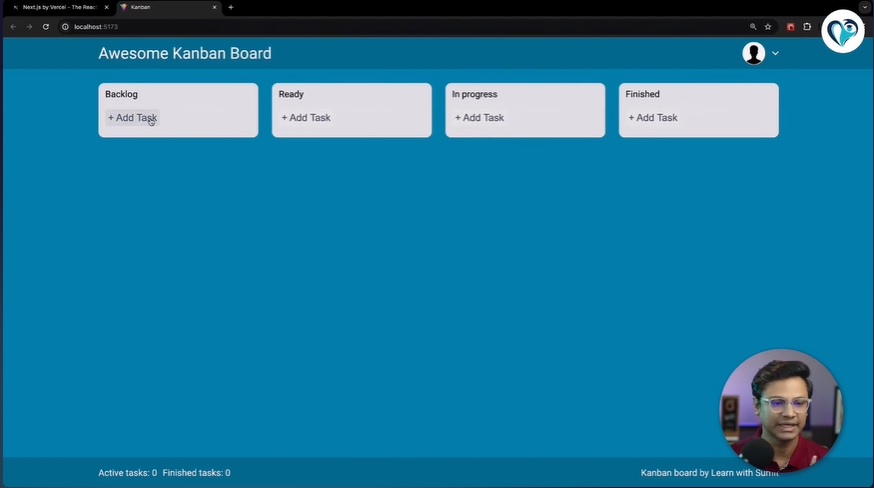 Next.js by Vercel - The Reac
Kanban
localhost:5173
Awesome Kanban Board
Backlog
+ Add Task
Ready
+ Add Task
In progress
+ Add Task
Finished
+ Add Task
Active tasks: 0 Finished tasks: 0
Kanban board by Learn with Sumit